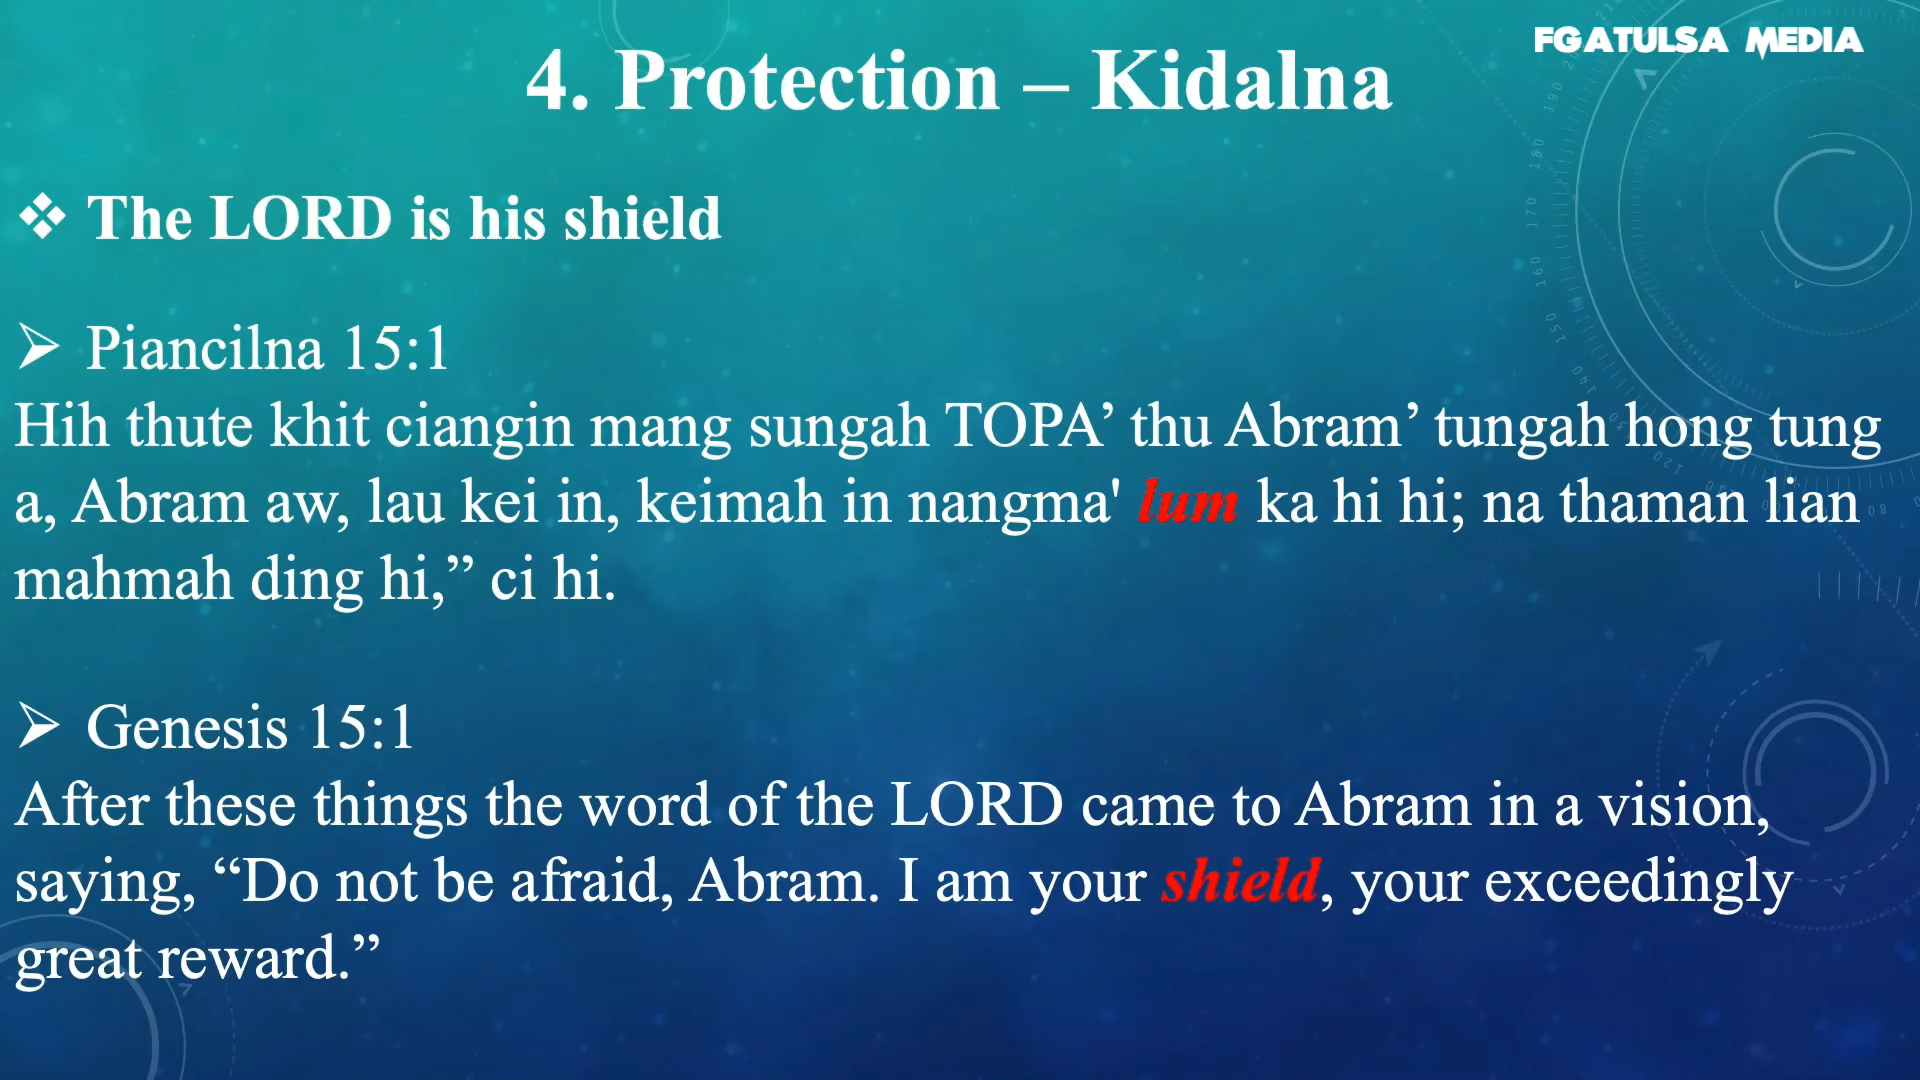 FGATULSA MEDIA
4. Protection – Kidalna
❖ The LORD is his shield
➢ Piancilna 15:1
Hih thute khit ciangin mang sungah TOPA’ thu Abram’ tungah hong tung
a, Abram aw, lau kei in, keimah in nangma' lum ka hi hi; na thaman lian
mahmah ding hi,” ci hi.
➢ Genesis 15:1
After these things the word of the LORD came to Abram in a vision,
saying, “Do not be afraid, Abram. I am your shield, your exceedingly
great reward.”